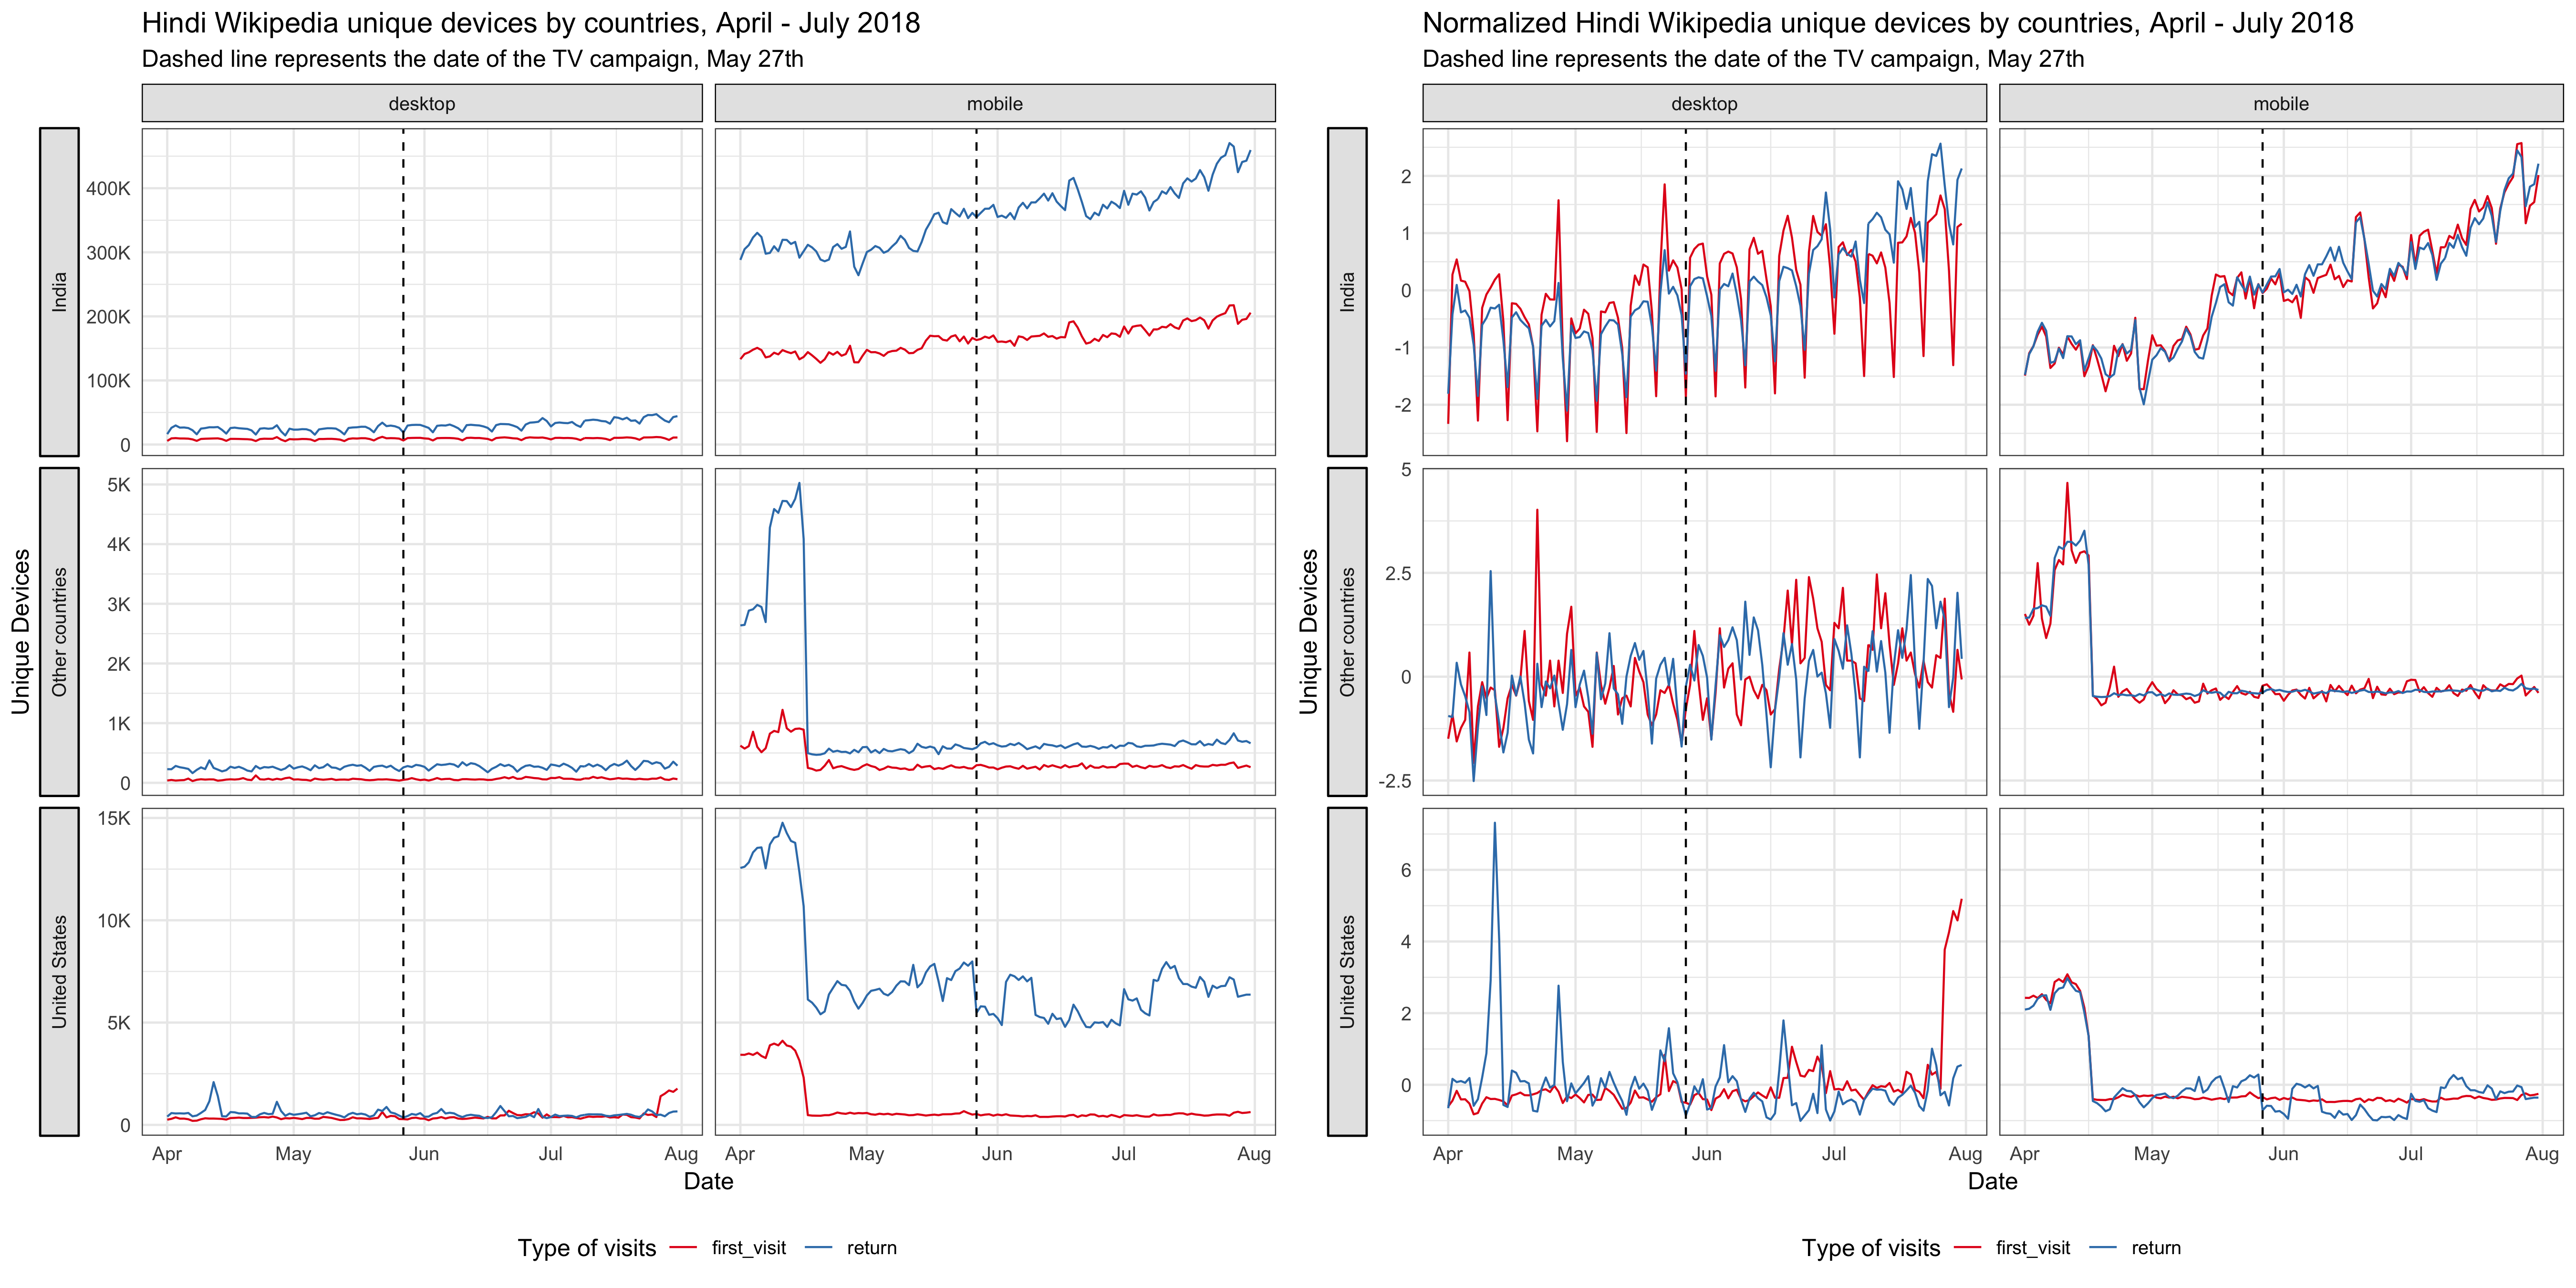 Hindi Wikipedia unique devices by countries, April - July 2018
Dashed line represents the date of the TV campaign, May 27th
desktop
mobile
Unique Devices
India
400K
300K
200K
100K
0
Other countries
5K
4K
3K
2K
1K
0
United States
15K
10K
5K
0
Apr
May
Jun
Jul
Aug
Apr
May
Jun
Jul
Aug
Date
Type of visits
first_visit
return
Normalized Hindi Wikipedia unique devices by countries, April - July 2018
Dashed line represents the date of the TV campaign, May 27th
desktop
mobile
Unique Devices
India
2
1
0
-1
-2
Other countries
5
2.5
0
-2.5
United States
6
4
2
0
Apr
May
Jun
Jul
Aug
Apr
May
Jun
Jul
Aug
Date
Type of visits
first_visit
return